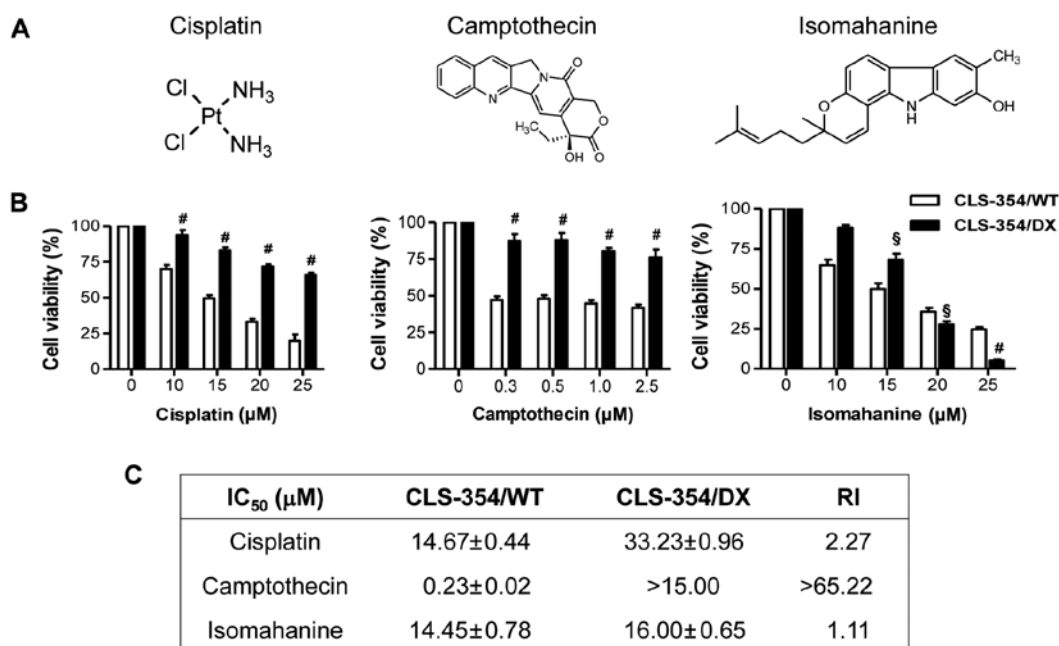 A
Cisplatin
Camptothecin
Isomahanine
Cl
NH3
Pt
Cl
NH3
O
N
N
O
H3C
OH
O
CH3
O
N
H
OH
B
Cell viability (%)
100
75
50
25
0
# # # #
0 10 15 20 25
Cisplatin (µM)
Cell viability (%)
100
75
50
25
0
# # # #
0 0.3 0.5 1.0 2.5
Camptothecin (µM)
Cell viability (%)
100
75
50
25
0
§ § #
0 10 15 20 25
Isomahanine (µM)
CLS-354/WT
CLS-354/DX
C
IC50 (µM) CLS-354/WT CLS-354/DX RI
Cisplatin 14.67±0.44 33.23±0.96 2.27
Camptothecin 0.23±0.02 >15.00 >65.22
Isomahanine 14.45±0.78 16.00±0.65 1.11